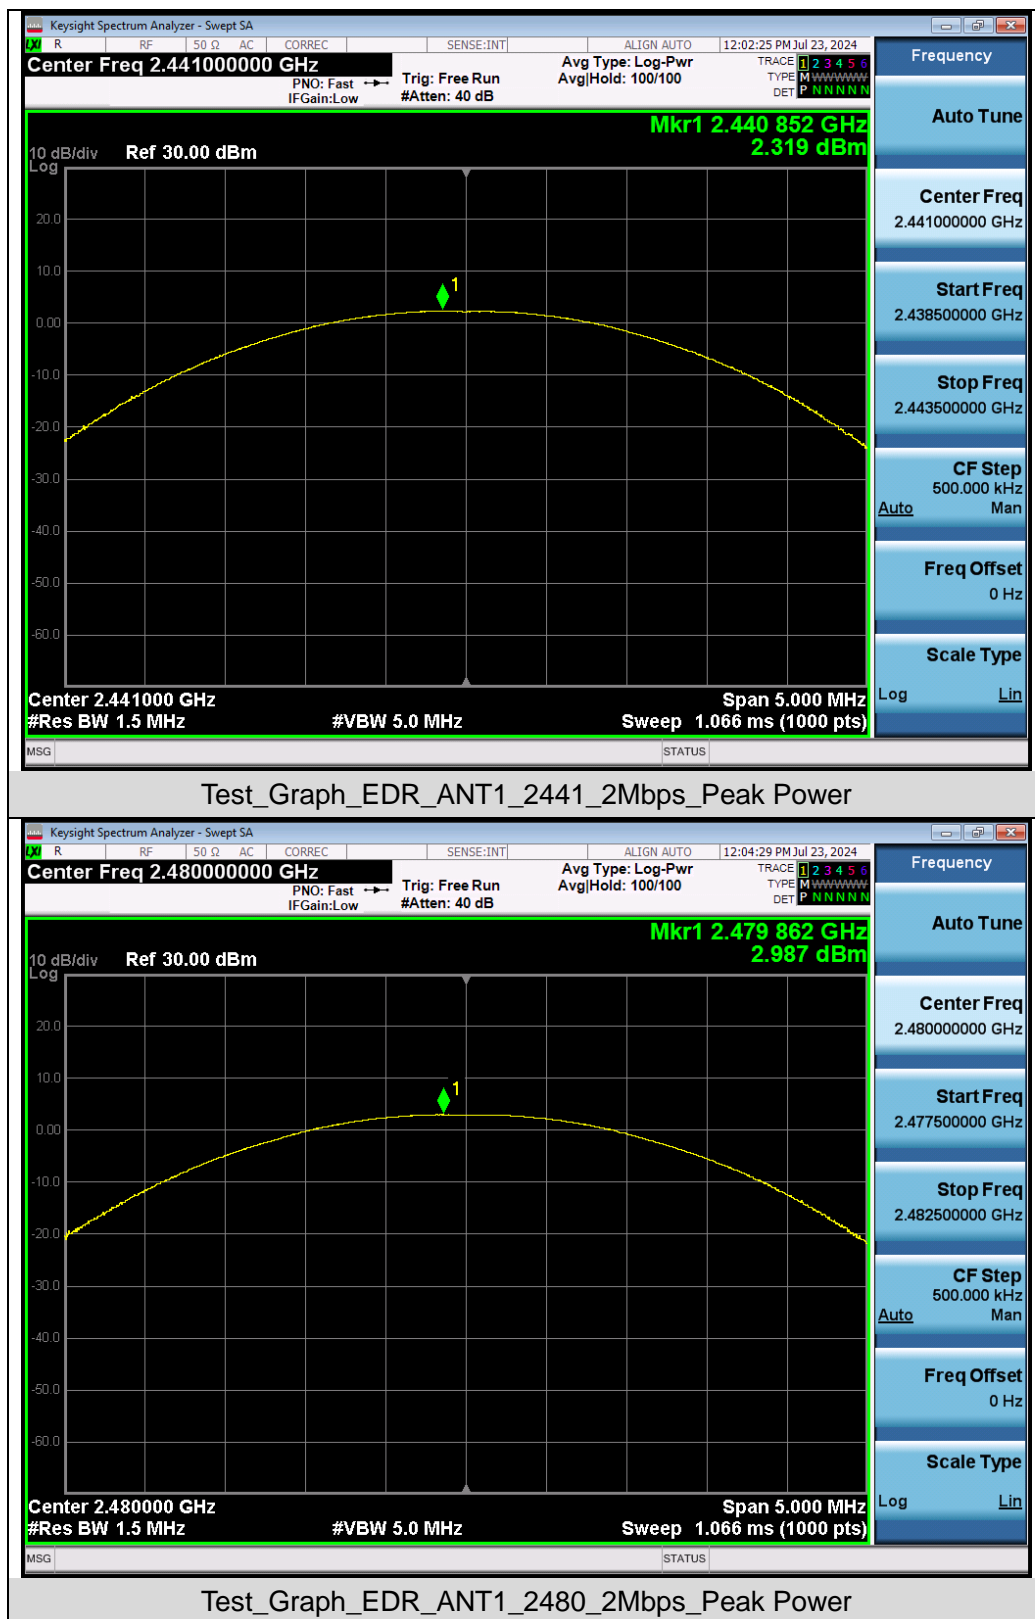 Keysight Spectrum Analyzer - Swept SA
LXI R RF 50 Ω AC CORREC SENSE:INT ALIGN AUTO 12:02:25 PM Jul 23, 2024
Center Freq 2.441000000 GHz
PNO: Fast
IFGain:Low
Trig: Free Run
#Atten: 40 dB
Avg Type: Log-Pwr
Avg|Hold: 100/100
TRACE 1 2 3 4 5 6
TYPE M W W W W W
DET P N N N N N
Mkr1 2.440 852 GHz
2.319 dBm
10 dB/div Ref 30.00 dBm
Log
20.0
10.0
1
0.00
-10.0
-20.0
-30.0
-40.0
-50.0
-60.0
Center 2.441000 GHz Span 5.000 MHz
#Res BW 1.5 MHz #VBW 5.0 MHz Sweep 1.066 ms (1000 pts)
MSG STATUS
Frequency
Auto Tune
Center Freq
2.441000000 GHz
Start Freq
2.438500000 GHz
Stop Freq
2.443500000 GHz
CF Step
500.000 kHz
Auto Man
Freq Offset
0 Hz
Scale Type
Log Lin
Test_Graph_EDR_ANT1_2441_2Mbps_Peak Power
Keysight Spectrum Analyzer - Swept SA
LXI R RF 50 Ω AC CORREC SENSE:INT ALIGN AUTO 12:04:29 PM Jul 23, 2024
Center Freq 2.480000000 GHz
PNO: Fast
IFGain:Low
Trig: Free Run
#Atten: 40 dB
Avg Type: Log-Pwr
Avg|Hold: 100/100
TRACE 1 2 3 4 5 6
TYPE M W W W W W
DET P N N N N N
Mkr1 2.479 862 GHz
2.987 dBm
10 dB/div Ref 30.00 dBm
Log
20.0
10.0
1
0.00
-10.0
-20.0
-30.0
-40.0
-50.0
-60.0
Center 2.480000 GHz Span 5.000 MHz
#Res BW 1.5 MHz #VBW 5.0 MHz Sweep 1.066 ms (1000 pts)
MSG STATUS
Frequency
Auto Tune
Center Freq
2.480000000 GHz
Start Freq
2.477500000 GHz
Stop Freq
2.482500000 GHz
CF Step
500.000 kHz
Auto Man
Freq Offset
0 Hz
Scale Type
Log Lin
Test_Graph_EDR_ANT1_2480_2Mbps_Peak Power